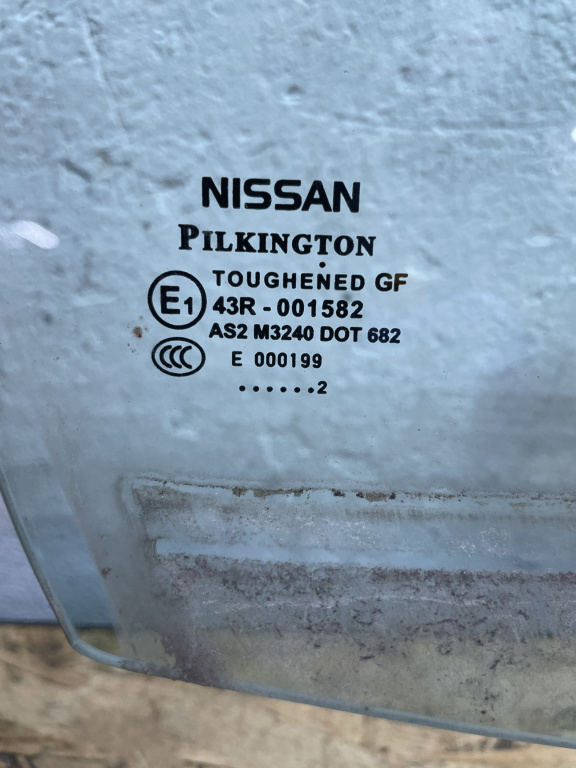 NISSAN
PILKINGTON
TOUGHENED GF
E1 43R - 001582
AS2 M3240 DOT 682
CCC E 000199
......2